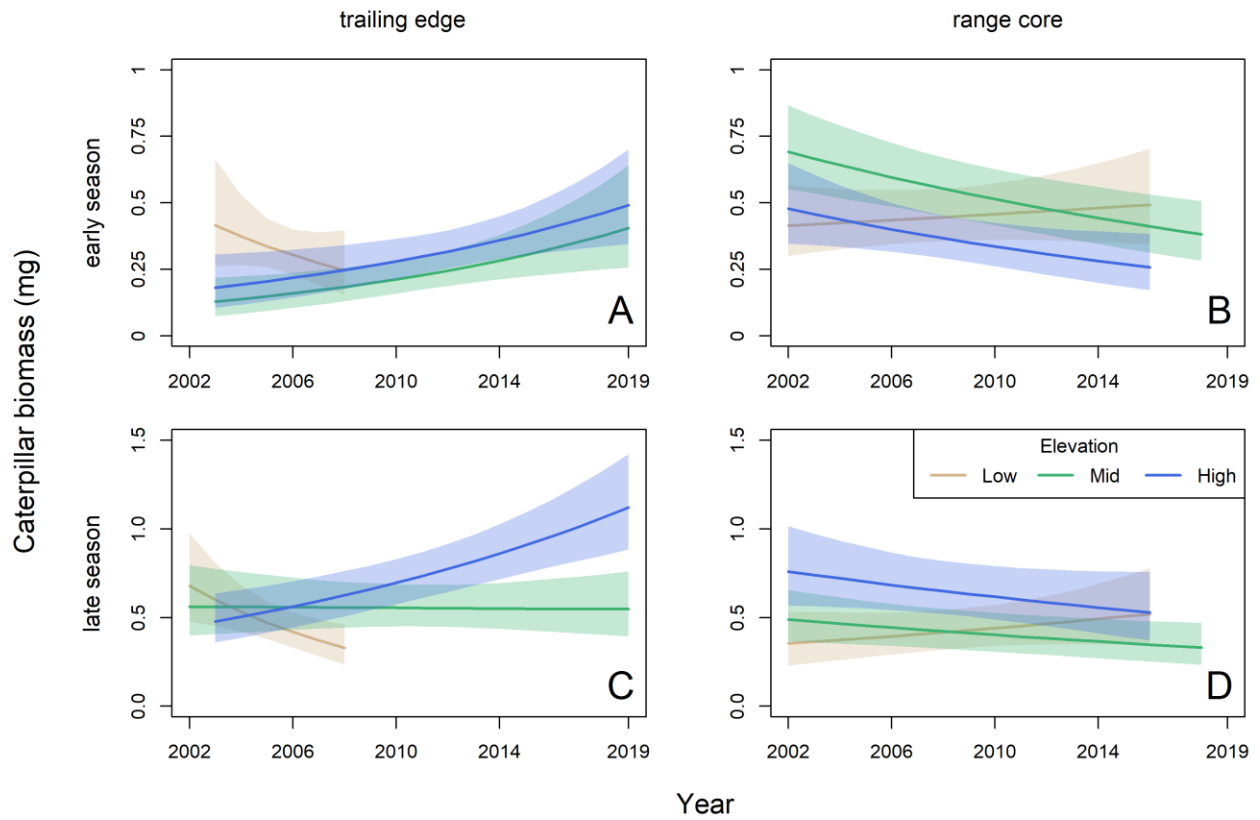 trailing edge
range core
Caterpillar biomass (mg)
early season
1
0.75
0.5
0.25
0
A
2002 2006 2010 2014 2019
1
0.75
0.5
0.25
0
B
2002 2006 2010 2014 2019
late season
1.5
1.0
0.5
0.0
C
2002 2006 2010 2014 2019
1.5
1.0
0.5
0.0
Elevation
Low Mid High
D
2002 2006 2010 2014 2019
Year